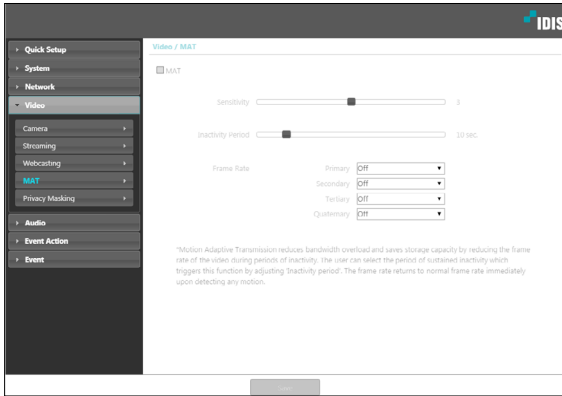 IDIS
Quick Setup
System
Network
Video
Camera
Streaming
Webcasting
MAT
Privacy Masking
Audio
Event Action
Event
Video / MAT
MAT
Sensitivity 3
Inactivity Period 10 sec.
Frame Rate Primary Off
Secondary Off
Tertiary Off
Quaternary Off
*Motion Adaptive Transmission reduces bandwidth overload and saves storage capacity by reducing the frame
rate of the video during periods of inactivity. The user can select the period of sustained inactivity which
triggers this function by adjusting 'Inactivity period'. The frame rate returns to normal frame rate immediately
upon detecting any motion.